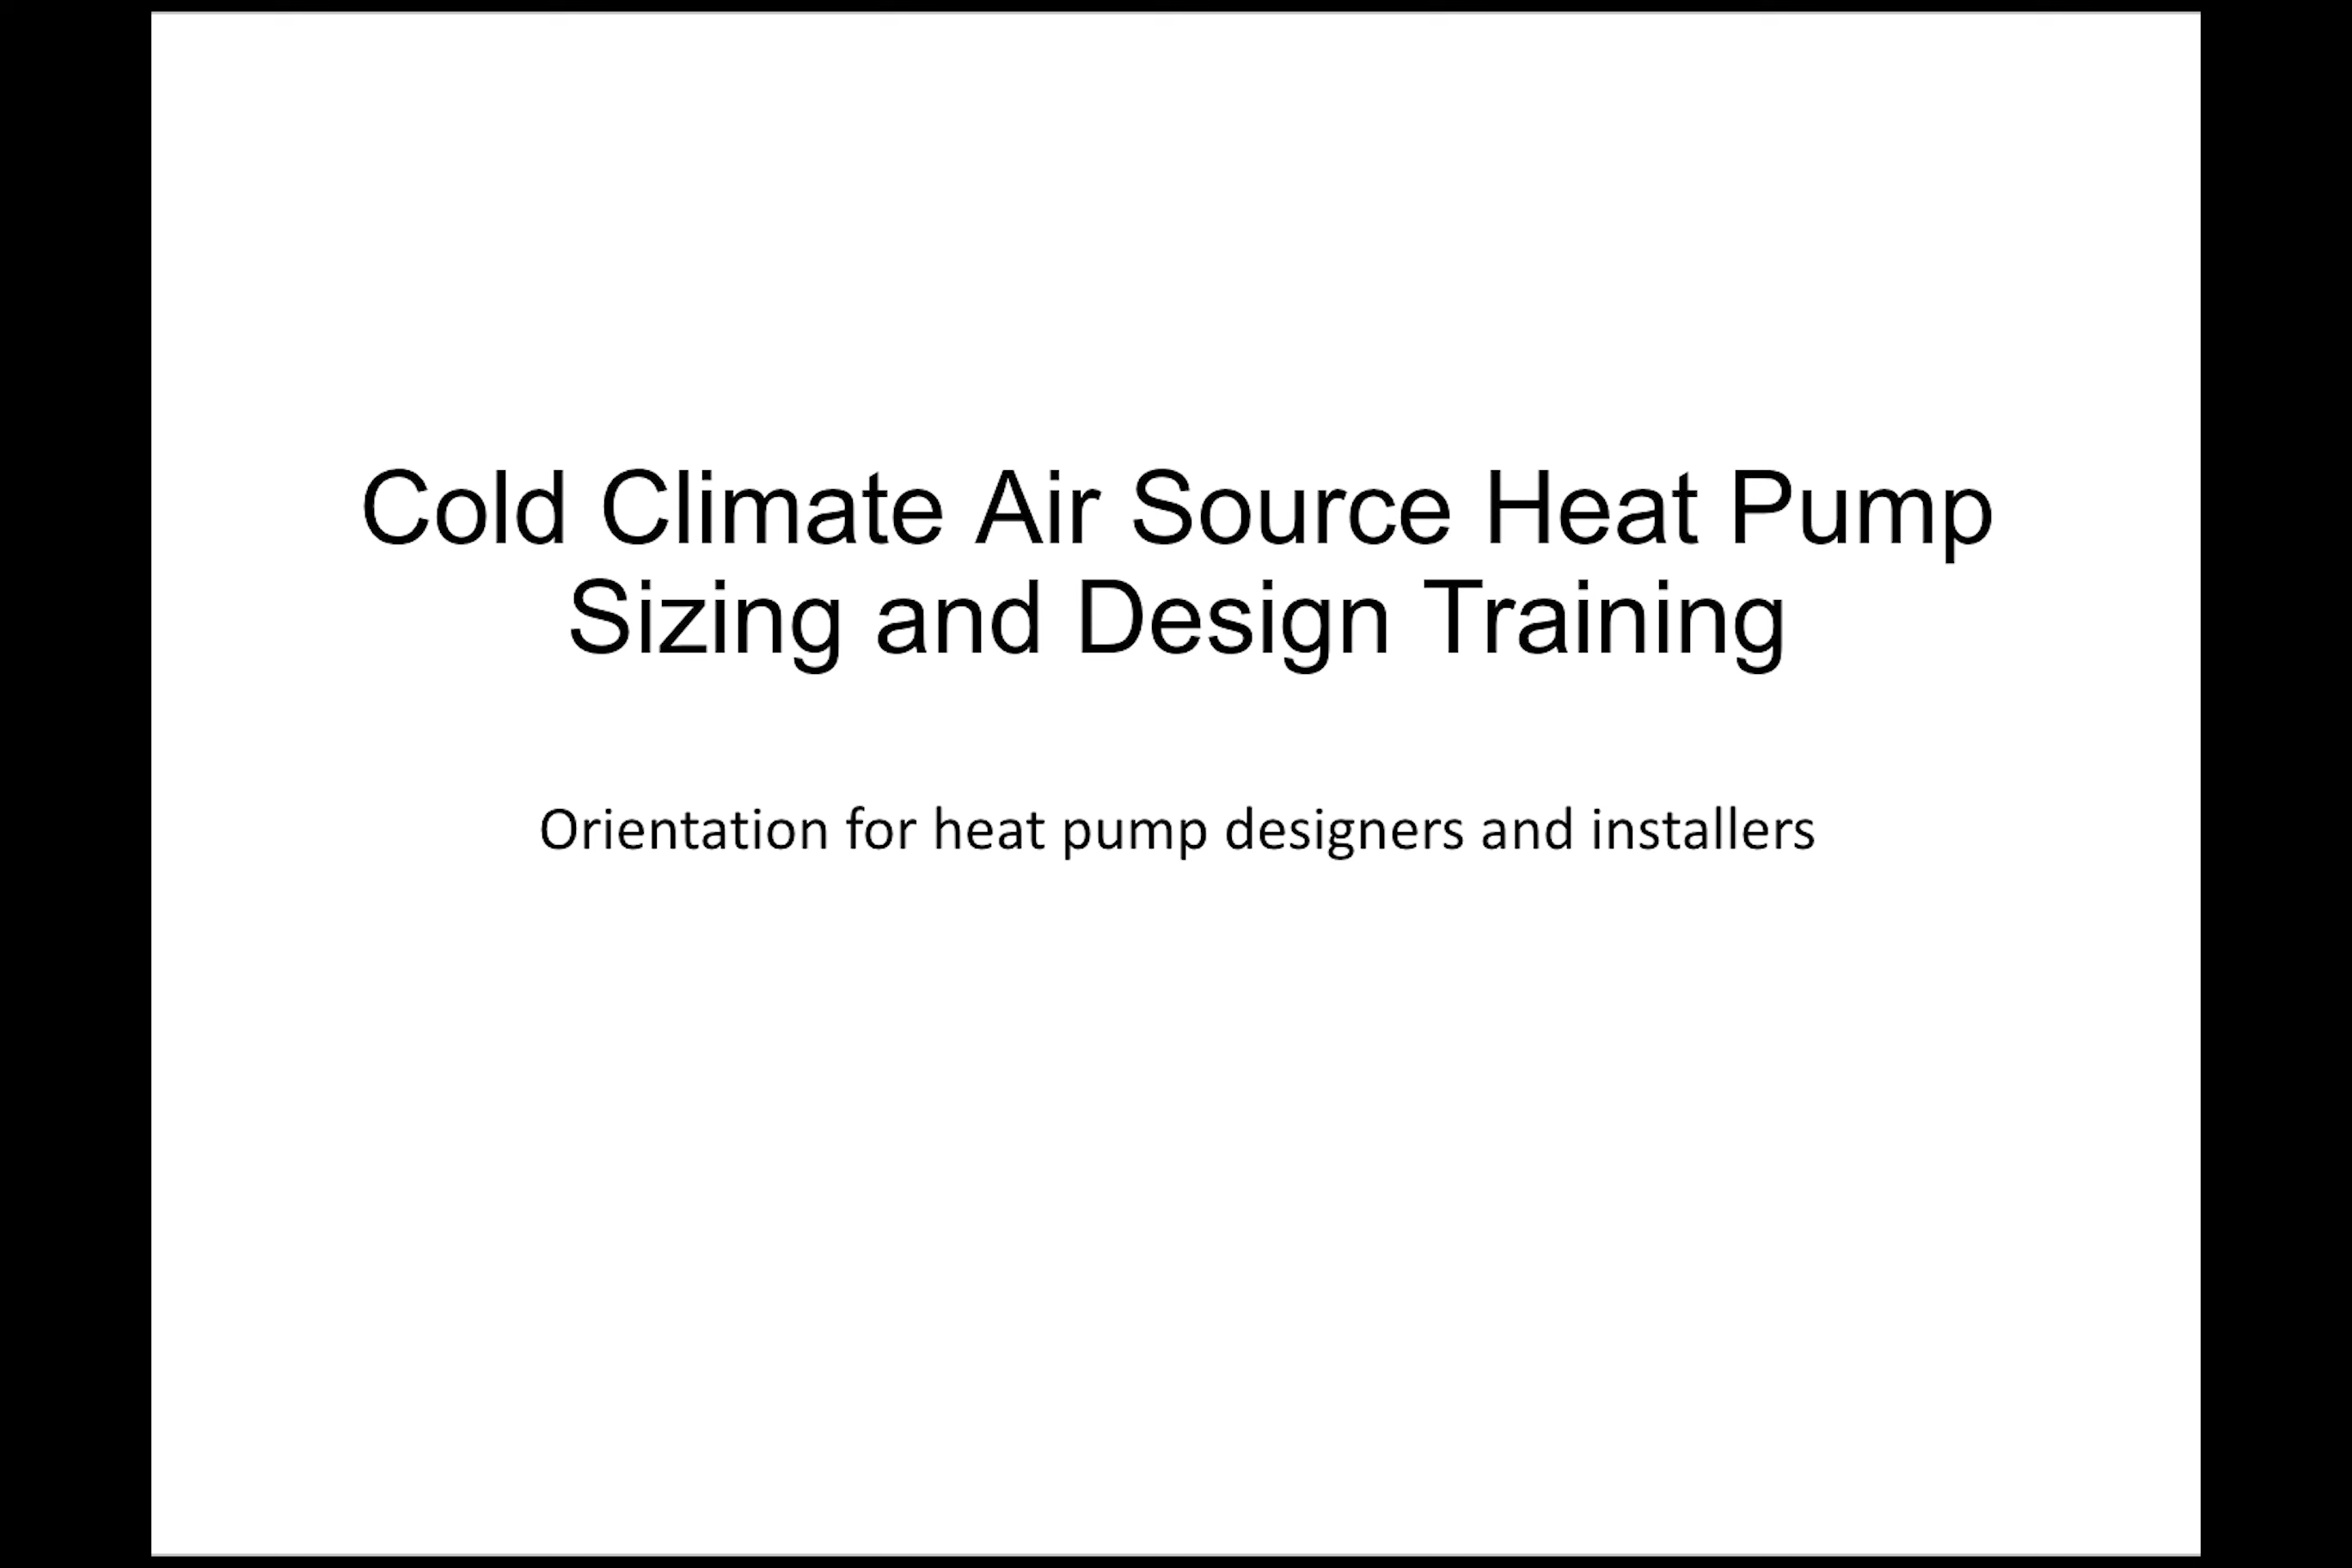 Cold Climate Air Source Heat Pump
Sizing and Design Training
Orientation for heat pump designers and installers